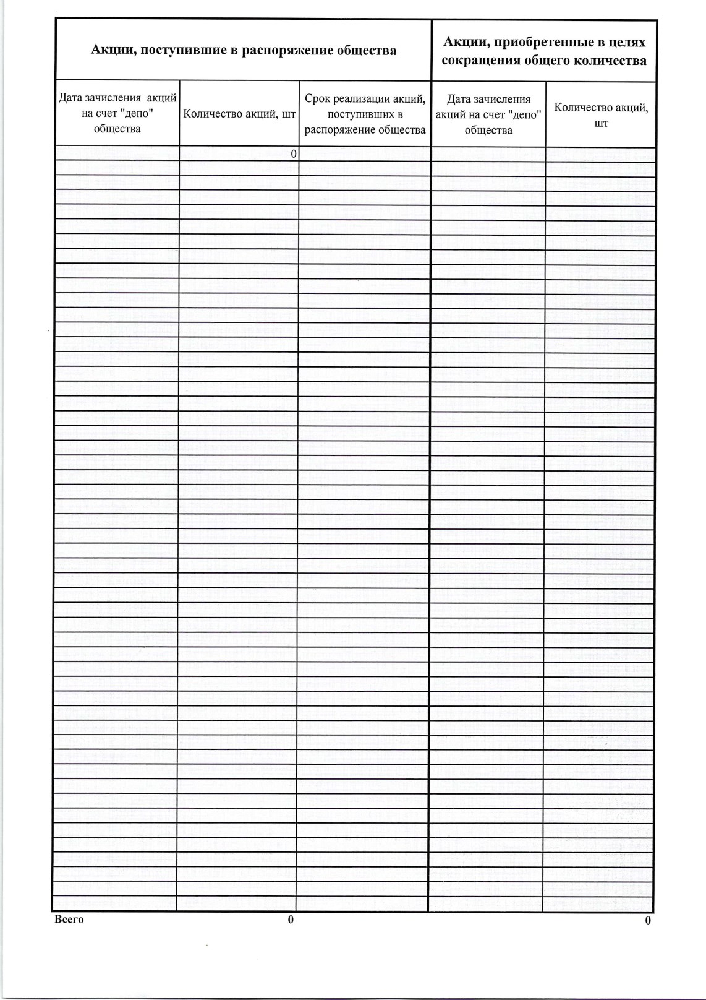 Акции, поступившие в распоряжение общества
Акции, приобретенные в целях
сокращения общего количества
Дата зачисления акций
на счет "депо"
общества
Количество акций, шт
Срок реализации акций,
поступивших в
распоряжение общества
Дата зачисления
акций на счет "депо"
общества
Количество акций,
шт
0
Всего 0 0